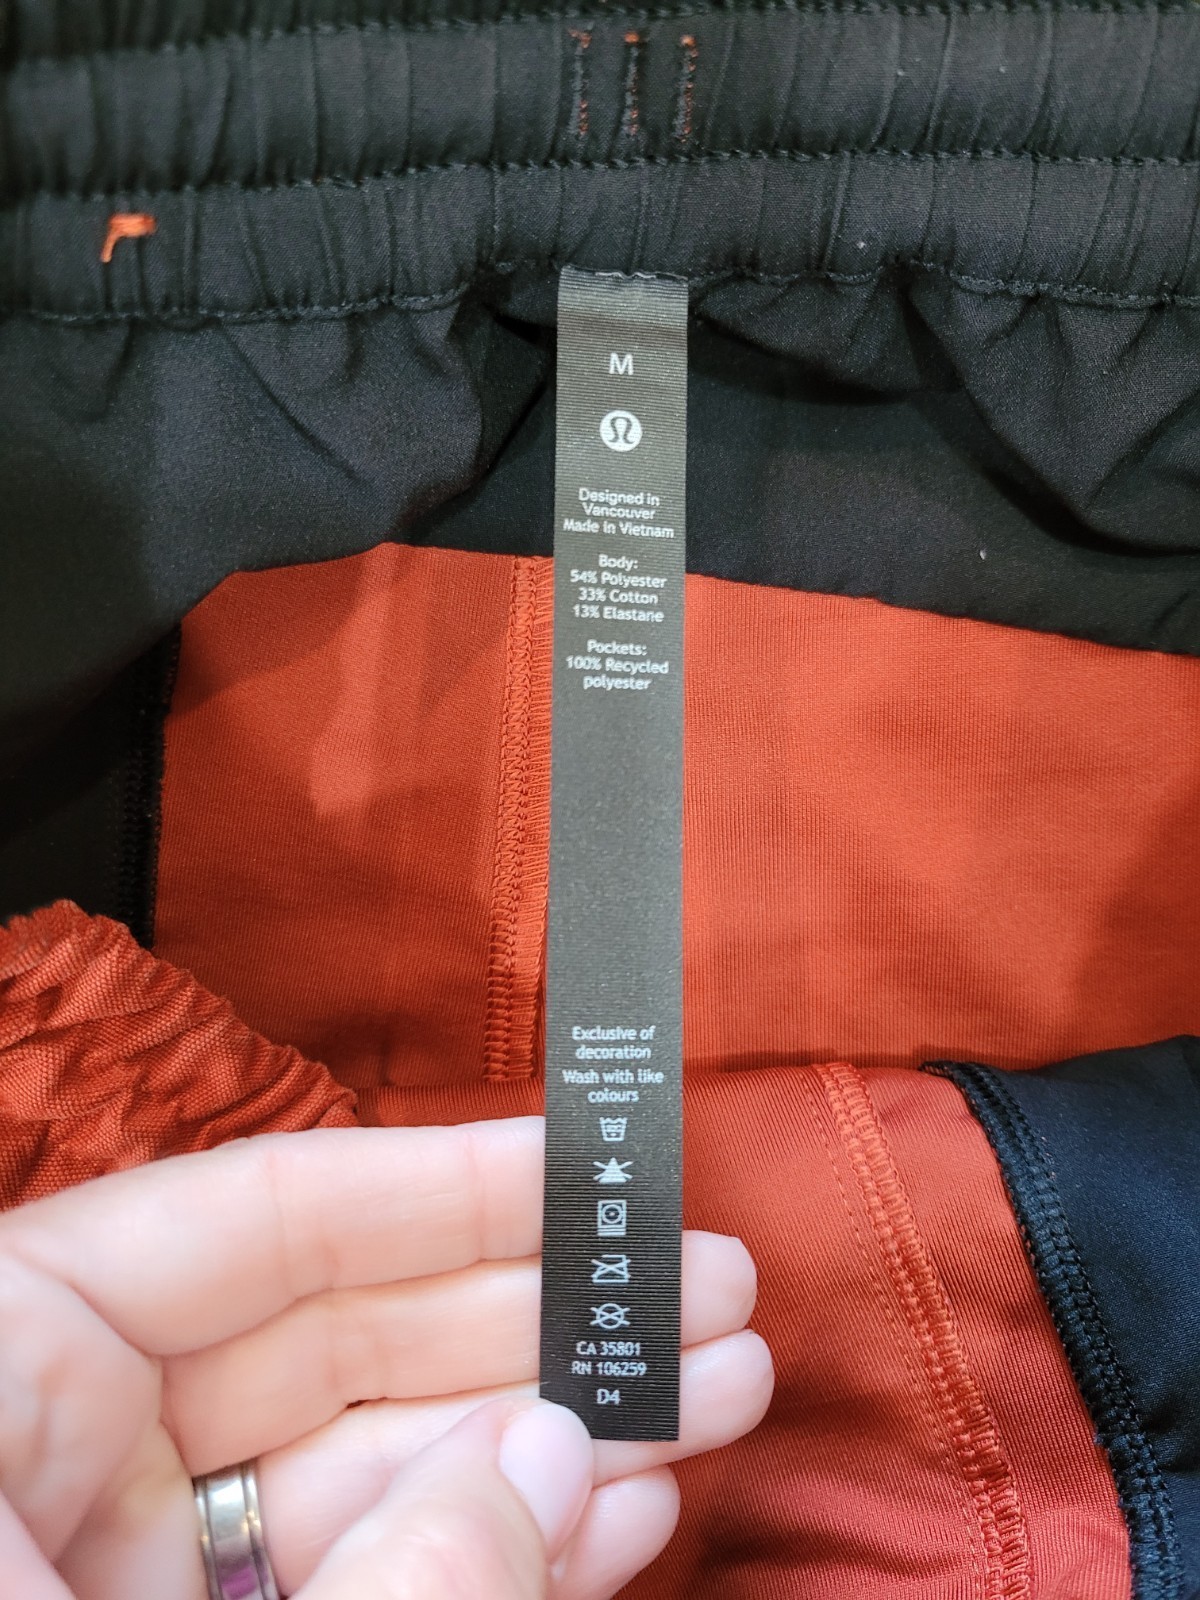 M
Designed in
Vancouver
Made in Vietnam
Body:
54% Polyester
33% Cotton
13% Elastane
Pockets:
100% Recycled
polyester
Exclusive of
decoration
Wash with like
colours
CA 35801
RN 106259
D4